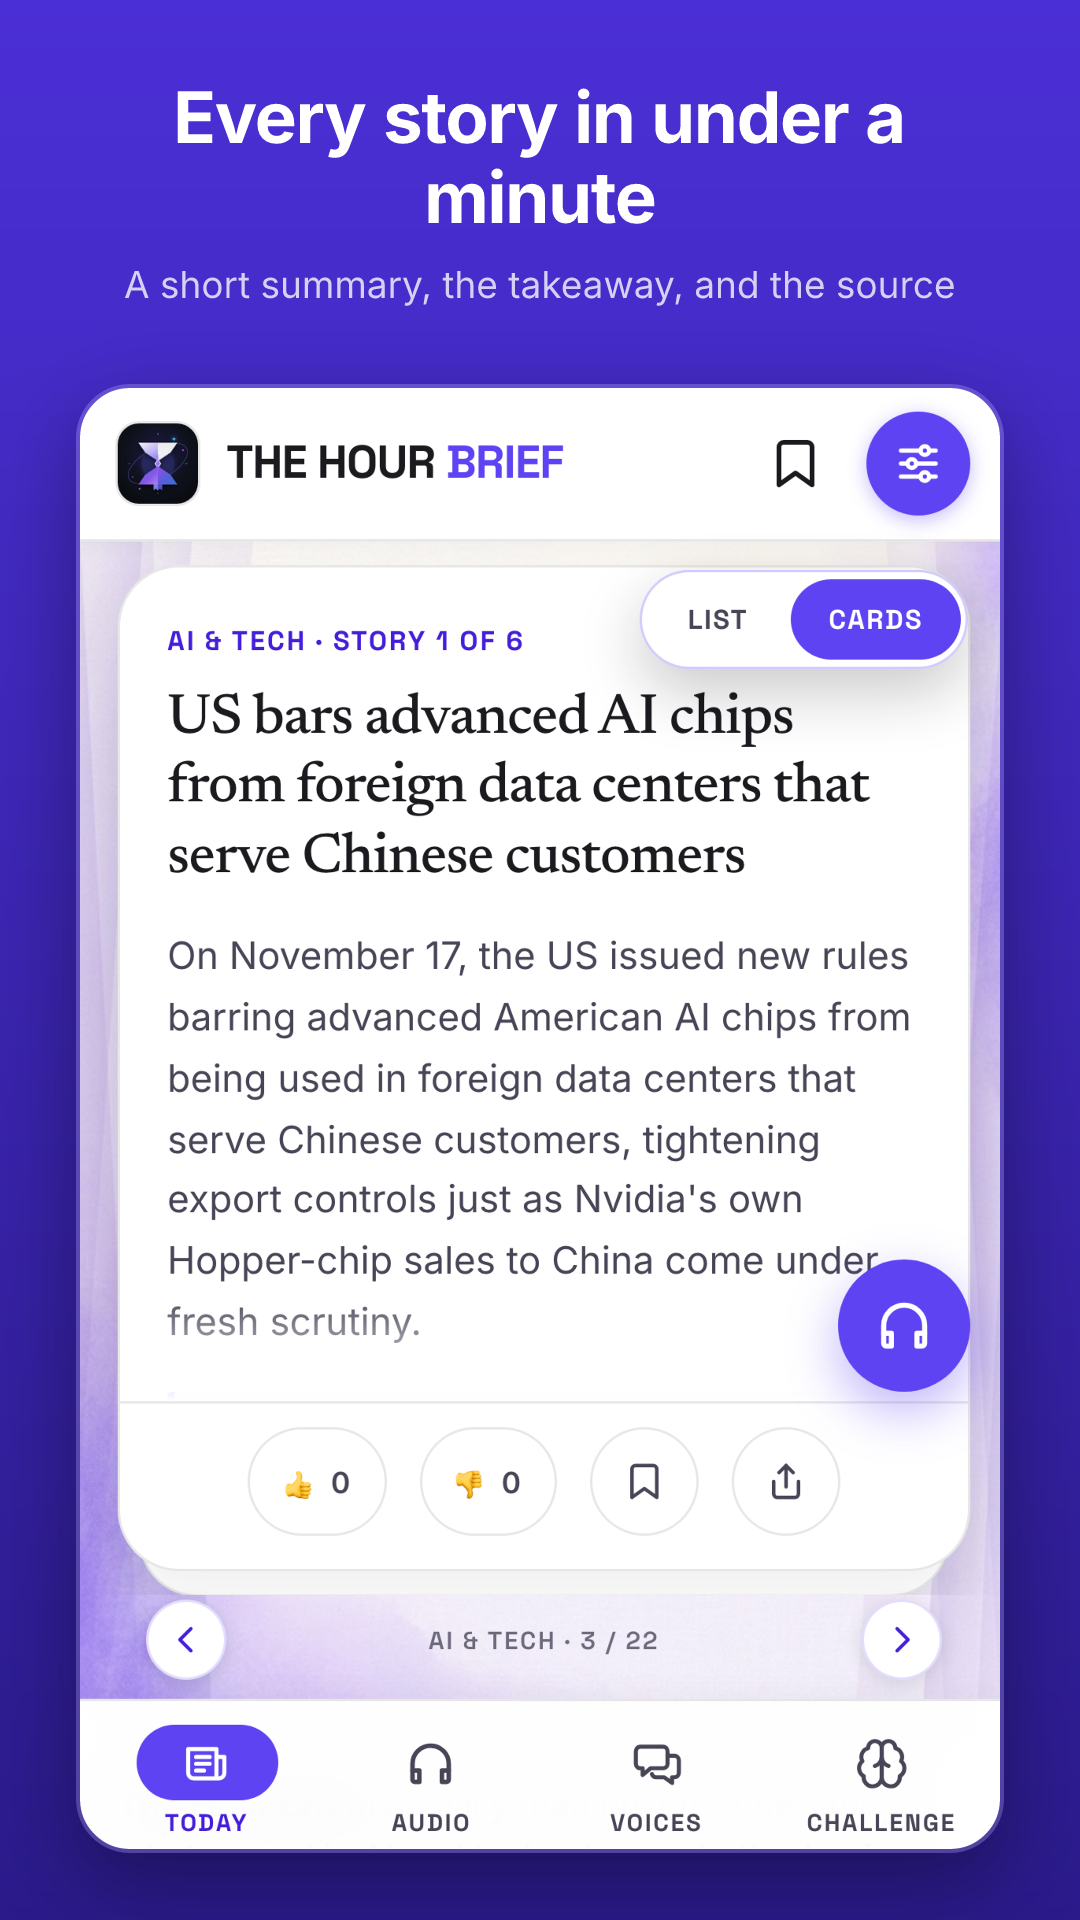 Every story in under a
minute
A short summary, the takeaway, and the source
THE HOUR BRIEF
LIST
CARDS
AI & TECH · STORY 1 OF 6
US bars advanced AI chips
from foreign data centers that
serve Chinese customers
On November 17, the US issued new rules
barring advanced American AI chips from
being used in foreign data centers that
serve Chinese customers, tightening
export controls just as Nvidia's own
Hopper-chip sales to China come under
fresh scrutiny.
0
0
AI & TECH · 3 / 22
TODAY
AUDIO
VOICES
CHALLENGE